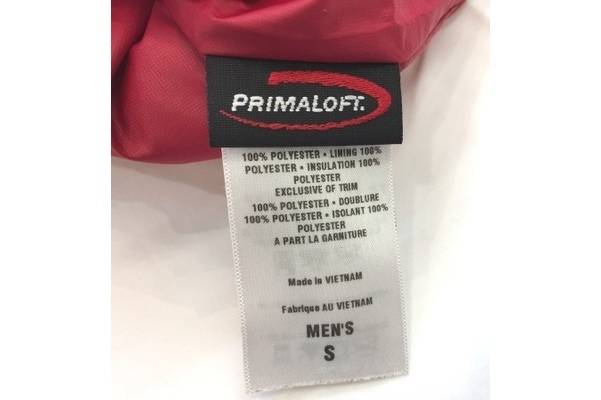 PRIMALOFT.
100% POLYESTER • LINING 100%
POLYESTER • INSULATION 100%
POLYESTER
EXCLUSIVE OF TRIM
100% POLYESTER • DOUBLURE
100% POLYESTER • ISOLANT 100%
POLYESTER
A PART LA GARNITURE
Made in VIETNAM
Fabrique AU VIETNAM
MEN'S
S